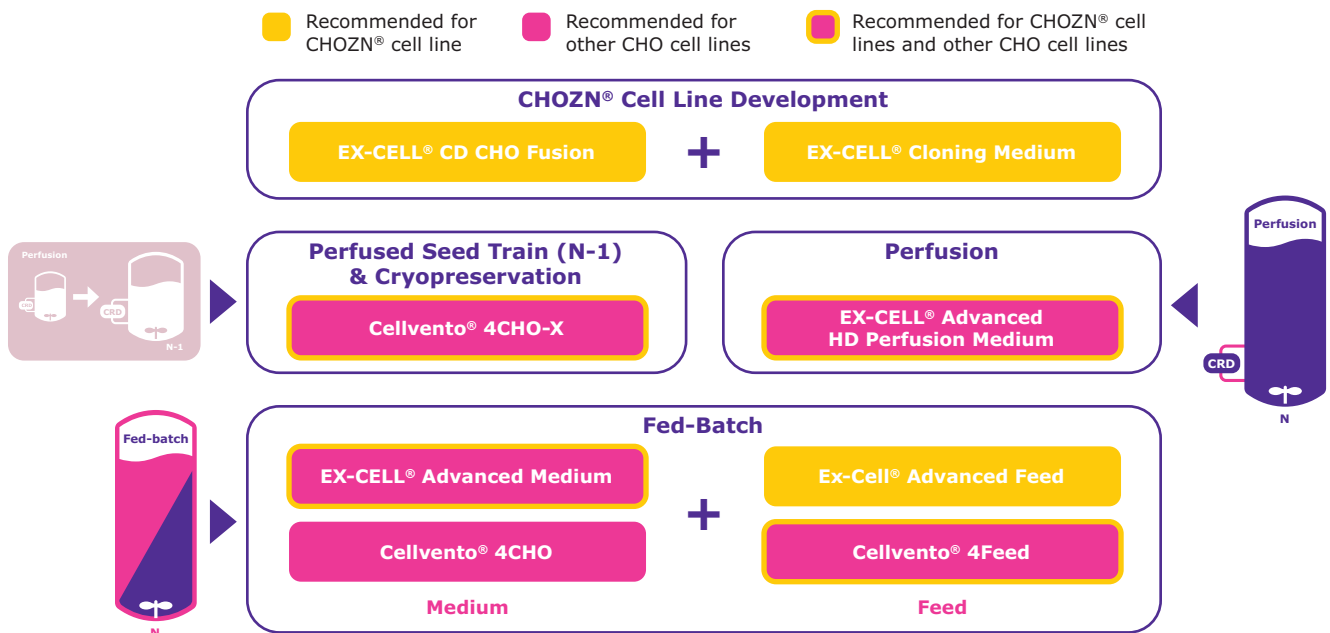 Recommended for
CHOZN® cell line
Recommended for
other CHO cell lines
Recommended for CHOZN® cell
lines and other CHO cell lines
CHOZN® Cell Line Development
EX-CELL® CD CHO Fusion
+
EX-CELL® Cloning Medium
Perfusion
CRD
CRD
N-1
Perfused Seed Train (N-1)
& Cryopreservation
Cellvento® 4CHO-X
Perfusion
EX-CELL® Advanced
HD Perfusion Medium
Perfusion
CRD
N
Fed-batch
N
Fed-Batch
EX-CELL® Advanced Medium
Cellvento® 4CHO
Medium
+
Ex-Cell® Advanced Feed
Cellvento® 4Feed
Feed